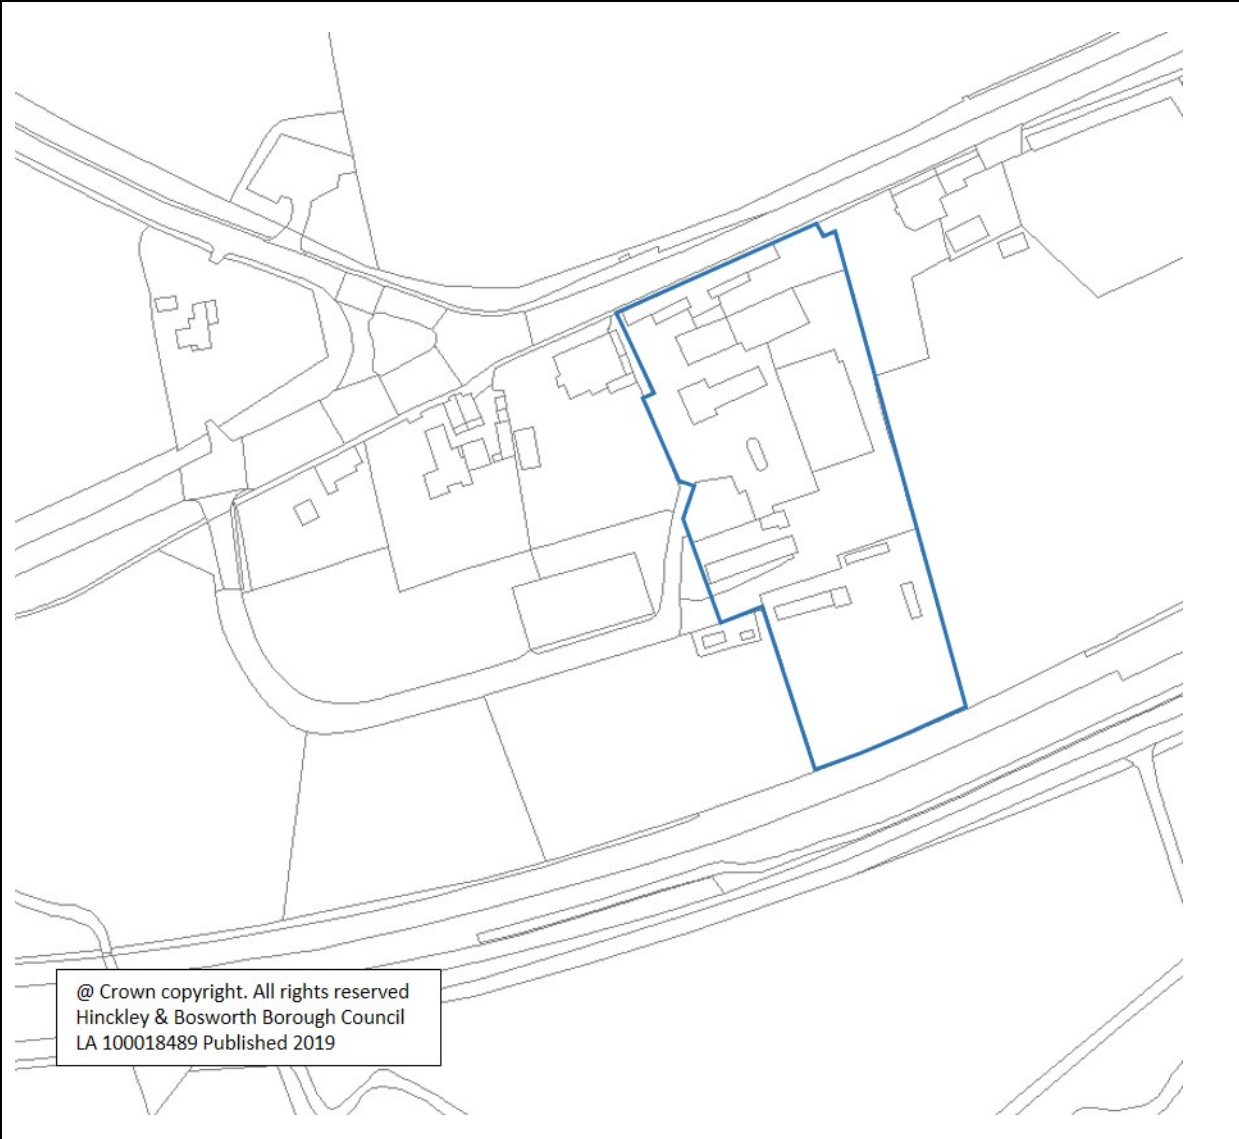 @ Crown copyright. All rights reserved
Hinckley & Bosworth Borough Council
LA 100018489 Published 2019